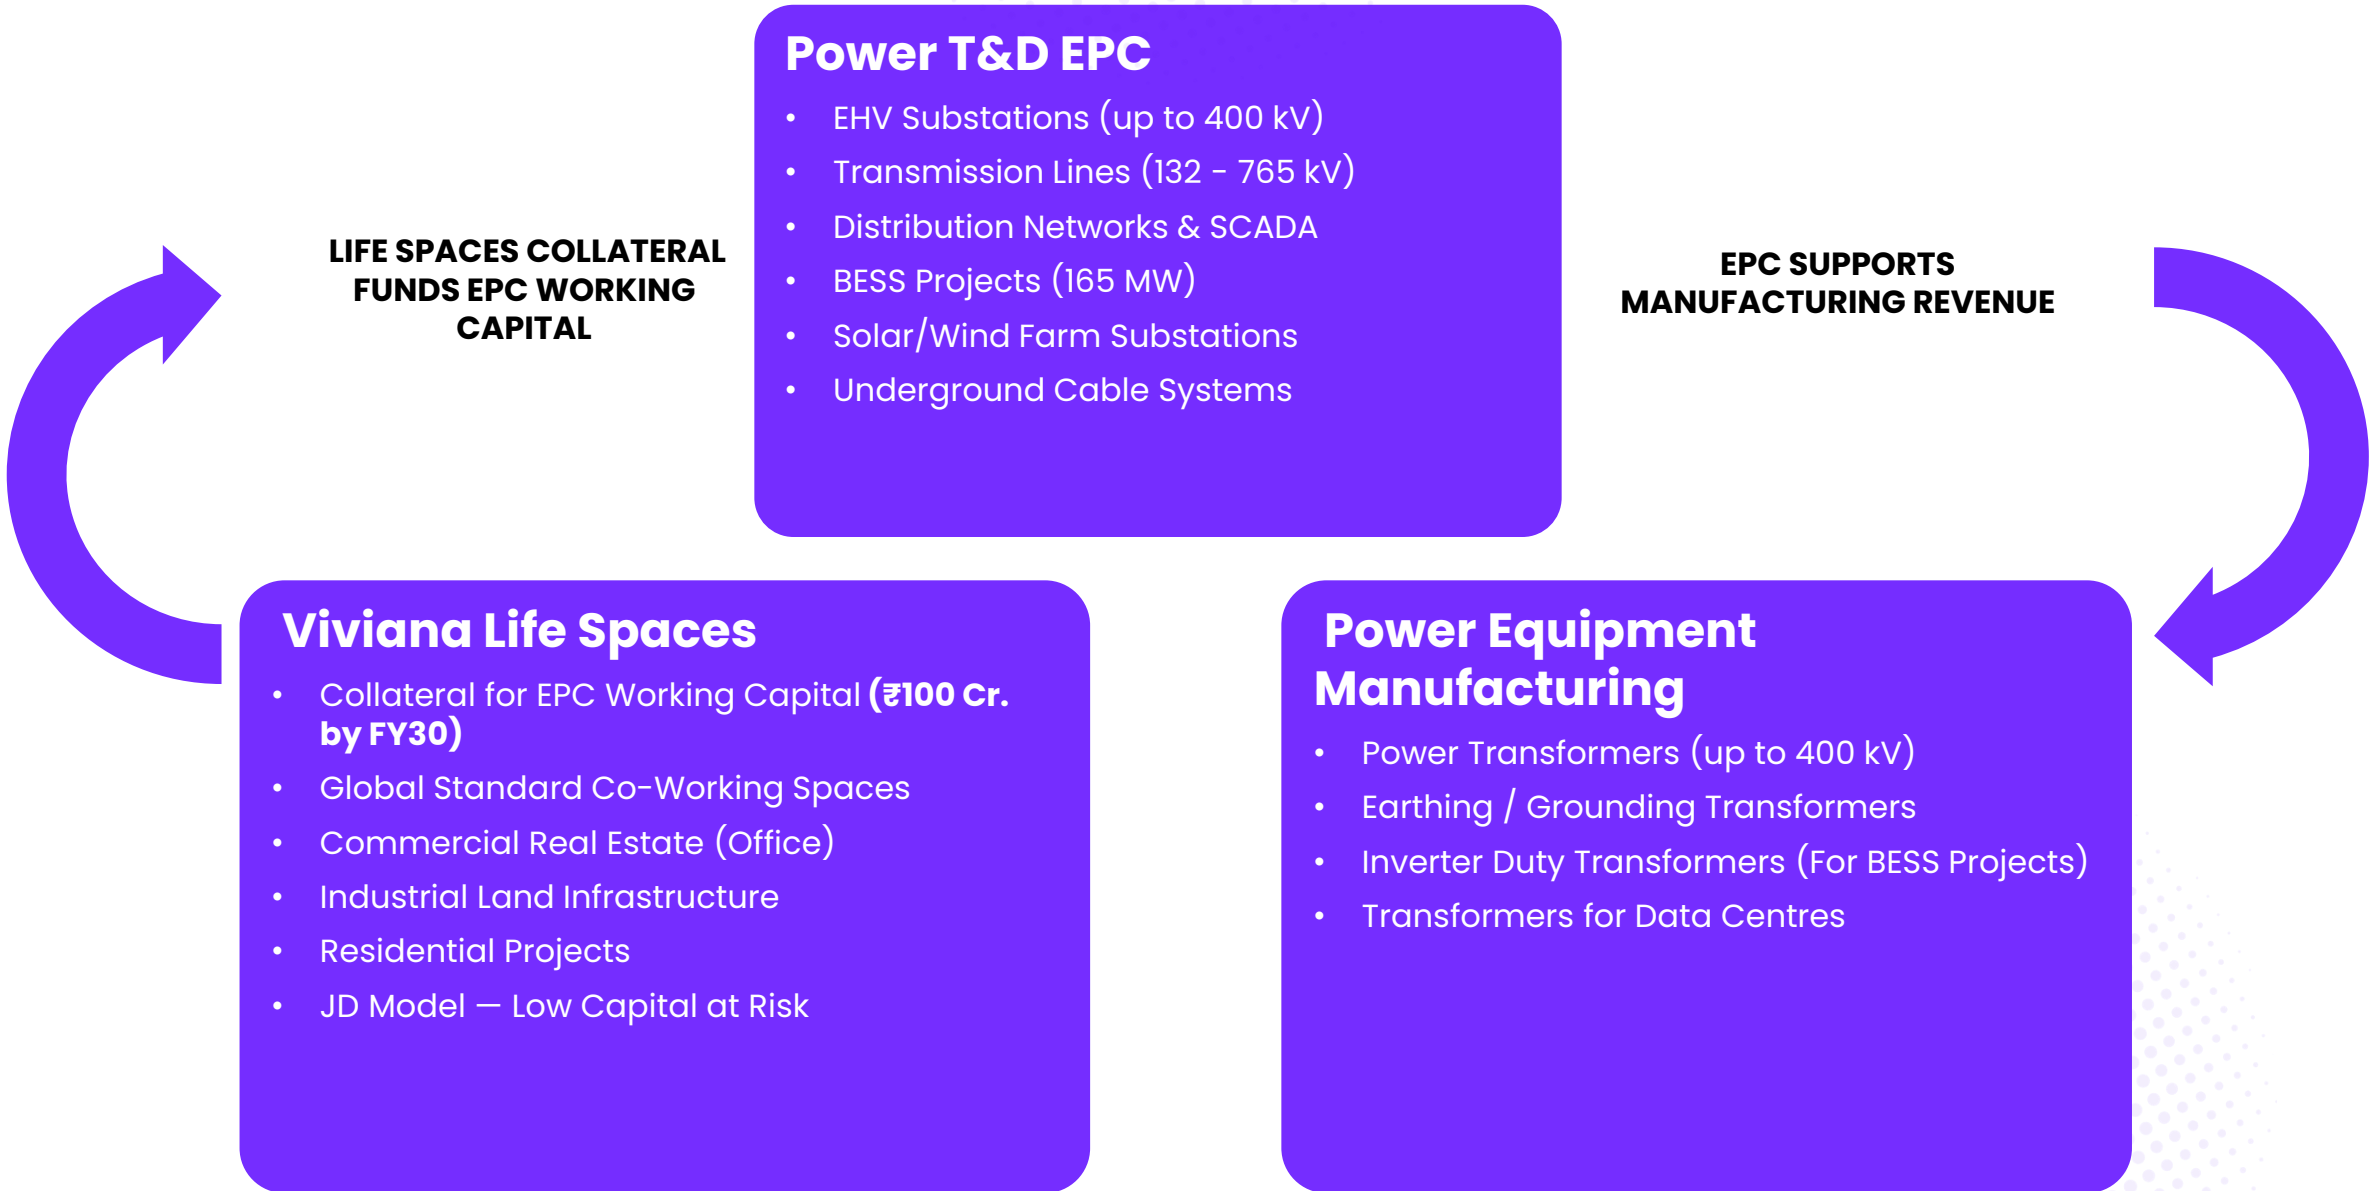 Power T&D EPC
• EHV Substations (up to 400 kV)
• Transmission Lines (132 - 765 kV)
• Distribution Networks & SCADA
• BESS Projects (165 MW)
• Solar/Wind Farm Substations
• Underground Cable Systems
LIFE SPACES COLLATERAL
FUNDS EPC WORKING
CAPITAL
EPC SUPPORTS
MANUFACTURING REVENUE
Viviana Life Spaces
• Collateral for EPC Working Capital (₹100 Cr.
by FY30)
• Global Standard Co-Working Spaces
• Commercial Real Estate (Office)
• Industrial Land Infrastructure
• Residential Projects
• JD Model — Low Capital at Risk
Power Equipment
Manufacturing
• Power Transformers (up to 400 kV)
• Earthing / Grounding Transformers
• Inverter Duty Transformers (For BESS Projects)
• Transformers for Data Centres